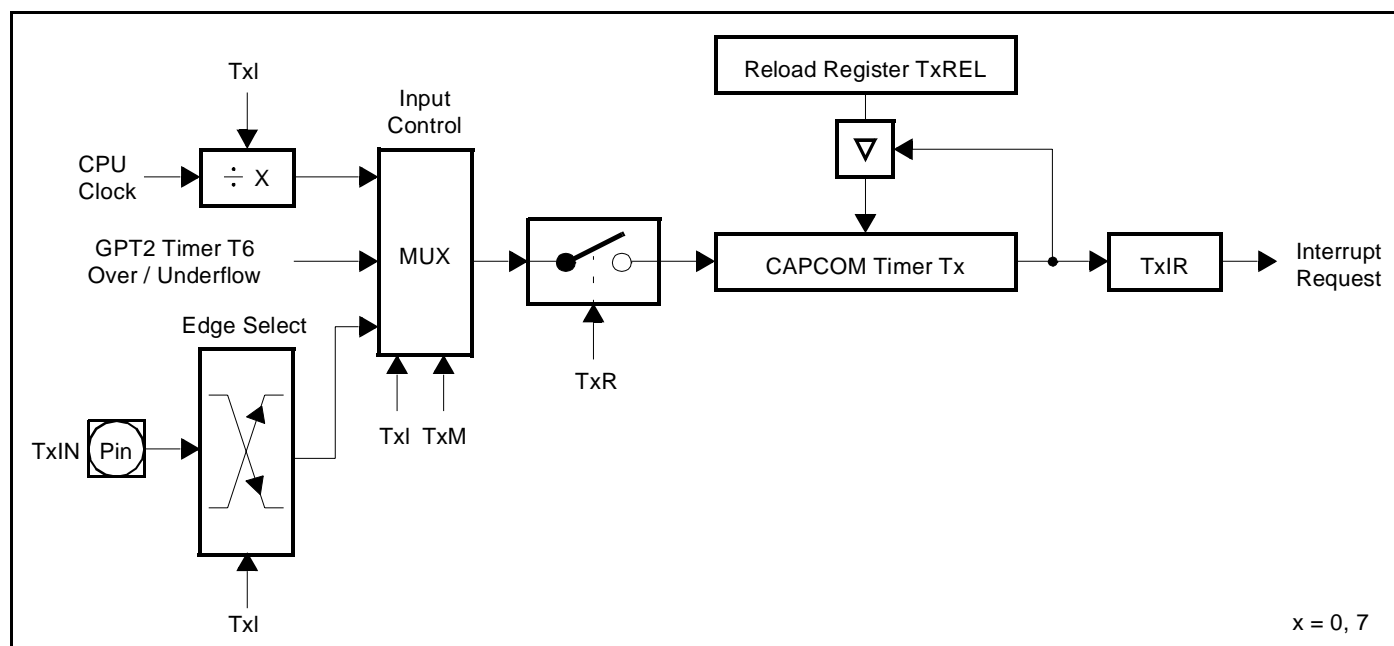 TxI
Reload Register TxREL
Input
Control
CPU
Clock
÷ X
GPT2 Timer T6
Over / Underflow
MUX
CAPCOM Timer Tx
TxIR
Interrupt
Request
Edge Select
TxR
TxI TxM
TxIN
Pin
TxI
x = 0, 7